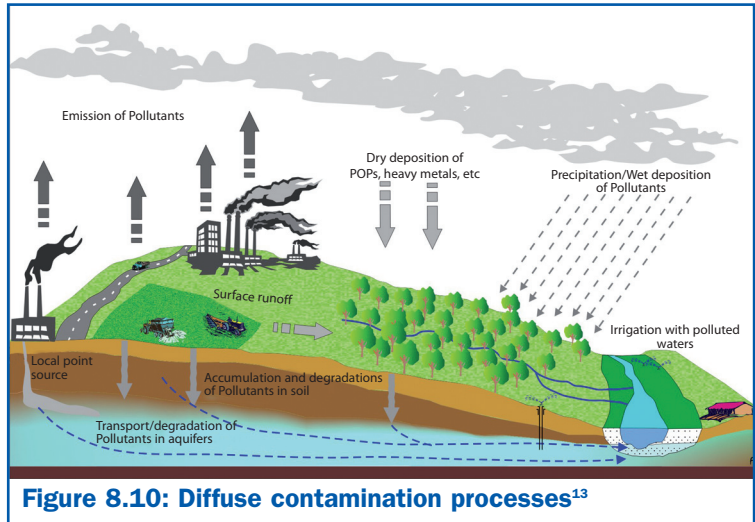 Emission of Pollutants
Dry deposition of
POPs, heavy metals, etc
Precipitation/Wet deposition
of Pollutants
Surface runoff
Irrigation with polluted
waters
Local point
source
Accumulation and degradations
of Pollutants in soil
Transport/degradation of
Pollutants in aquifers
Figure 8.10: Diffuse contamination processes¹³